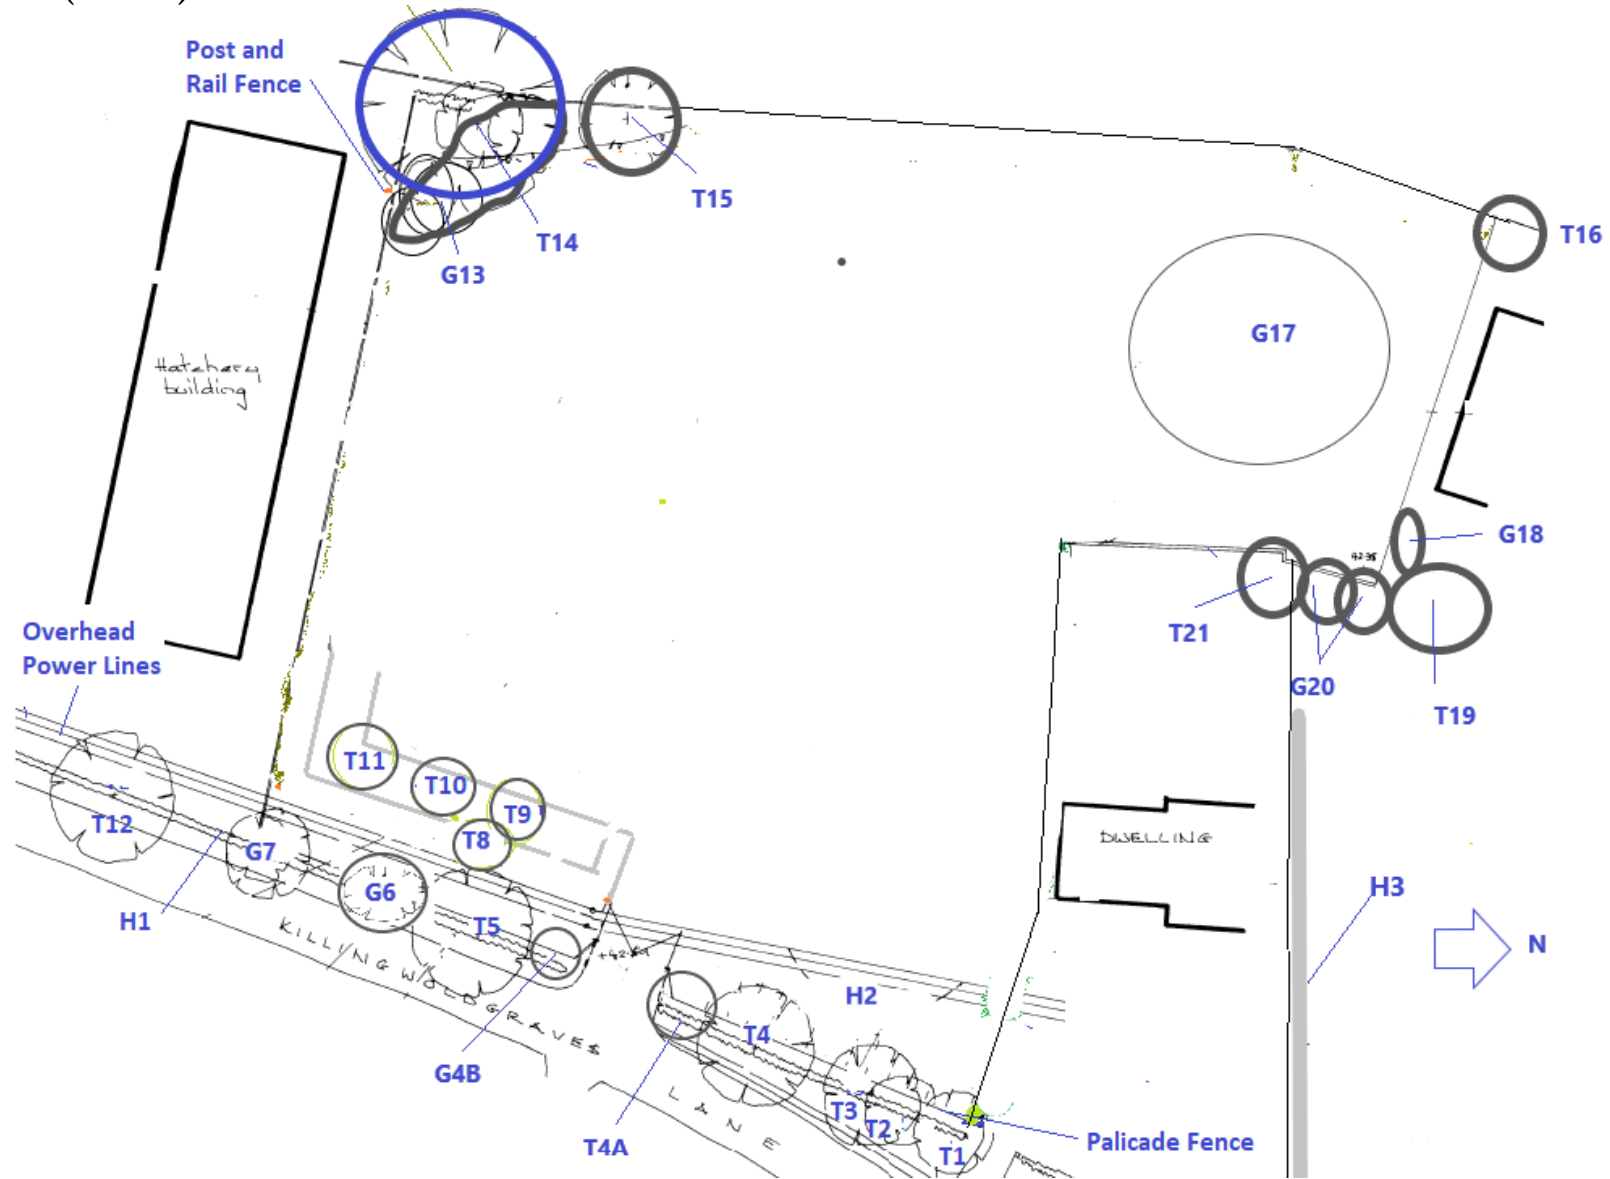 Post and
Rail Fence
T15
T14
G13
T16
G17
Hatchery
building
G18
42.35
T21
G20
T19
Overhead
Power Lines
T11
T10
T9
T8
T12
G7
G6
T5
H1
DWELLING
H3
N
KILLINGWOLDGRAVES
LANE
H2
G4B
T4A
T4
T3
T2
T1
Palicade Fence